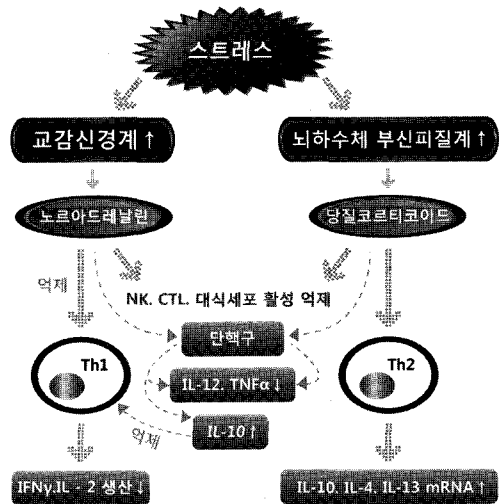 스트레스
교감신경계↑
뇌하수체 부신피질계↑
노르아드레날린
당질코르티코이드
억제
NK. CTL. 대식세포 활성 억제
단핵구
Th1
Th2
IL-12. TNFα↓
억제
IL-10↑
IFNγ.IL - 2 생산↓
IL-10. IL-4. IL-13 mRNA↑